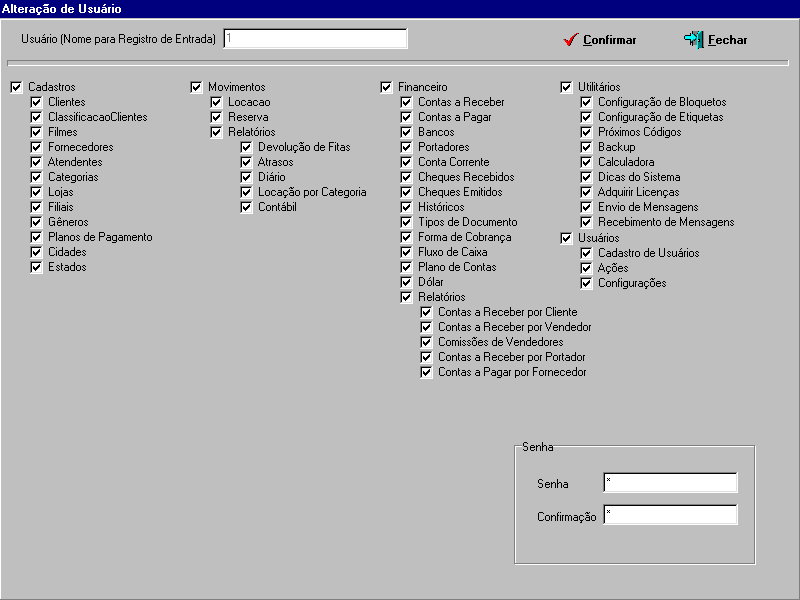 Alteração de Usuário
Usuário (Nome para Registro de Entrada) 1
Confirmar
Fechar
Cadastros
Clientes
ClassificacaoClientes
Filmes
Fornecedores
Atendentes
Categorias
Lojas
Filiais
Gêneros
Planos de Pagamento
Cidades
Estados
Movimentos
Locacao
Reserva
Relatórios
Devolução de Fitas
Atrasos
Diário
Locação por Categoria
Contábil
Financeiro
Contas a Receber
Contas a Pagar
Bancos
Portadores
Conta Corrente
Cheques Recebidos
Cheques Emitidos
Históricos
Tipos de Documento
Forma de Cobrança
Fluxo de Caixa
Plano de Contas
Dólar
Relatórios
Contas a Receber por Cliente
Contas a Receber por Vendedor
Comissões de Vendedores
Contas a Receber por Portador
Contas a Pagar por Fornecedor
Utilitários
Configuração de Bloquetos
Configuração de Etiquetas
Próximos Códigos
Backup
Calculadora
Dicas do Sistema
Adquirir Licenças
Envio de Mensagens
Recebimento de Mensagens
Usuários
Cadastro de Usuários
Ações
Configurações
Senha
Senha *
Confirmação *